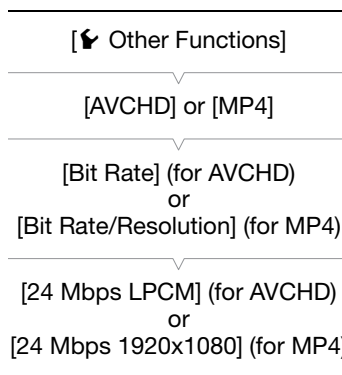 [ Other Functions]
[AVCHD] or [MP4]
[Bit Rate] (for AVCHD)
or
[Bit Rate/Resolution] (for MP4)
[24 Mbps LPCM] (for AVCHD)
or
[24 Mbps 1920x1080] (for MP4)